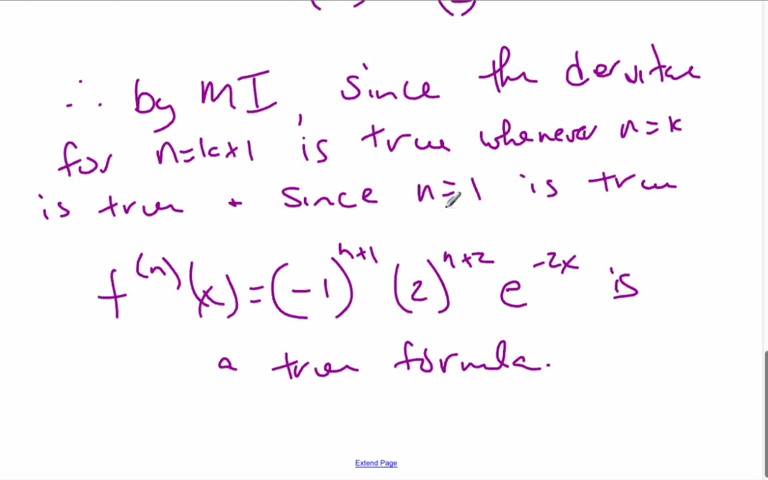 ∴ by MI, since the dervitae
for n=k+1 is true whenever n=k
is true + since n=1 is true
f^(n)(x)=(-1)^(n+1) (2)^(n+2) e^(-2x) is
a true formula.
Extend Page